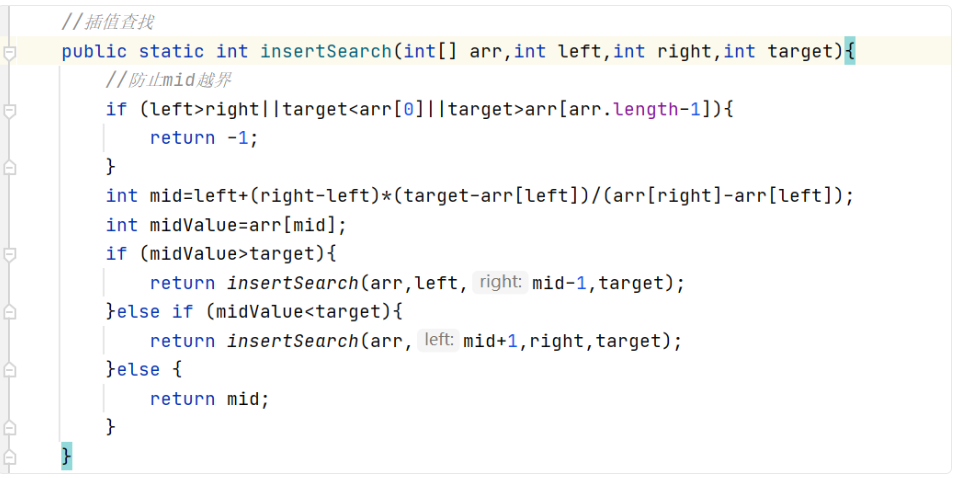 //插值查找
public static int insertSearch(int[] arr,int left,int right,int target){
//防止mid越界
if (left>right||target<arr[0]||target>arr[arr.length-1]){
return -1;
}
int mid=left+(right-left)*(target-arr[left])/(arr[right]-arr[left]);
int midValue=arr[mid];
if (midValue>target){
return insertSearch(arr,left, right: mid-1,target);
}else if (midValue<target){
return insertSearch(arr, left: mid+1,right,target);
}else {
return mid;
}
}